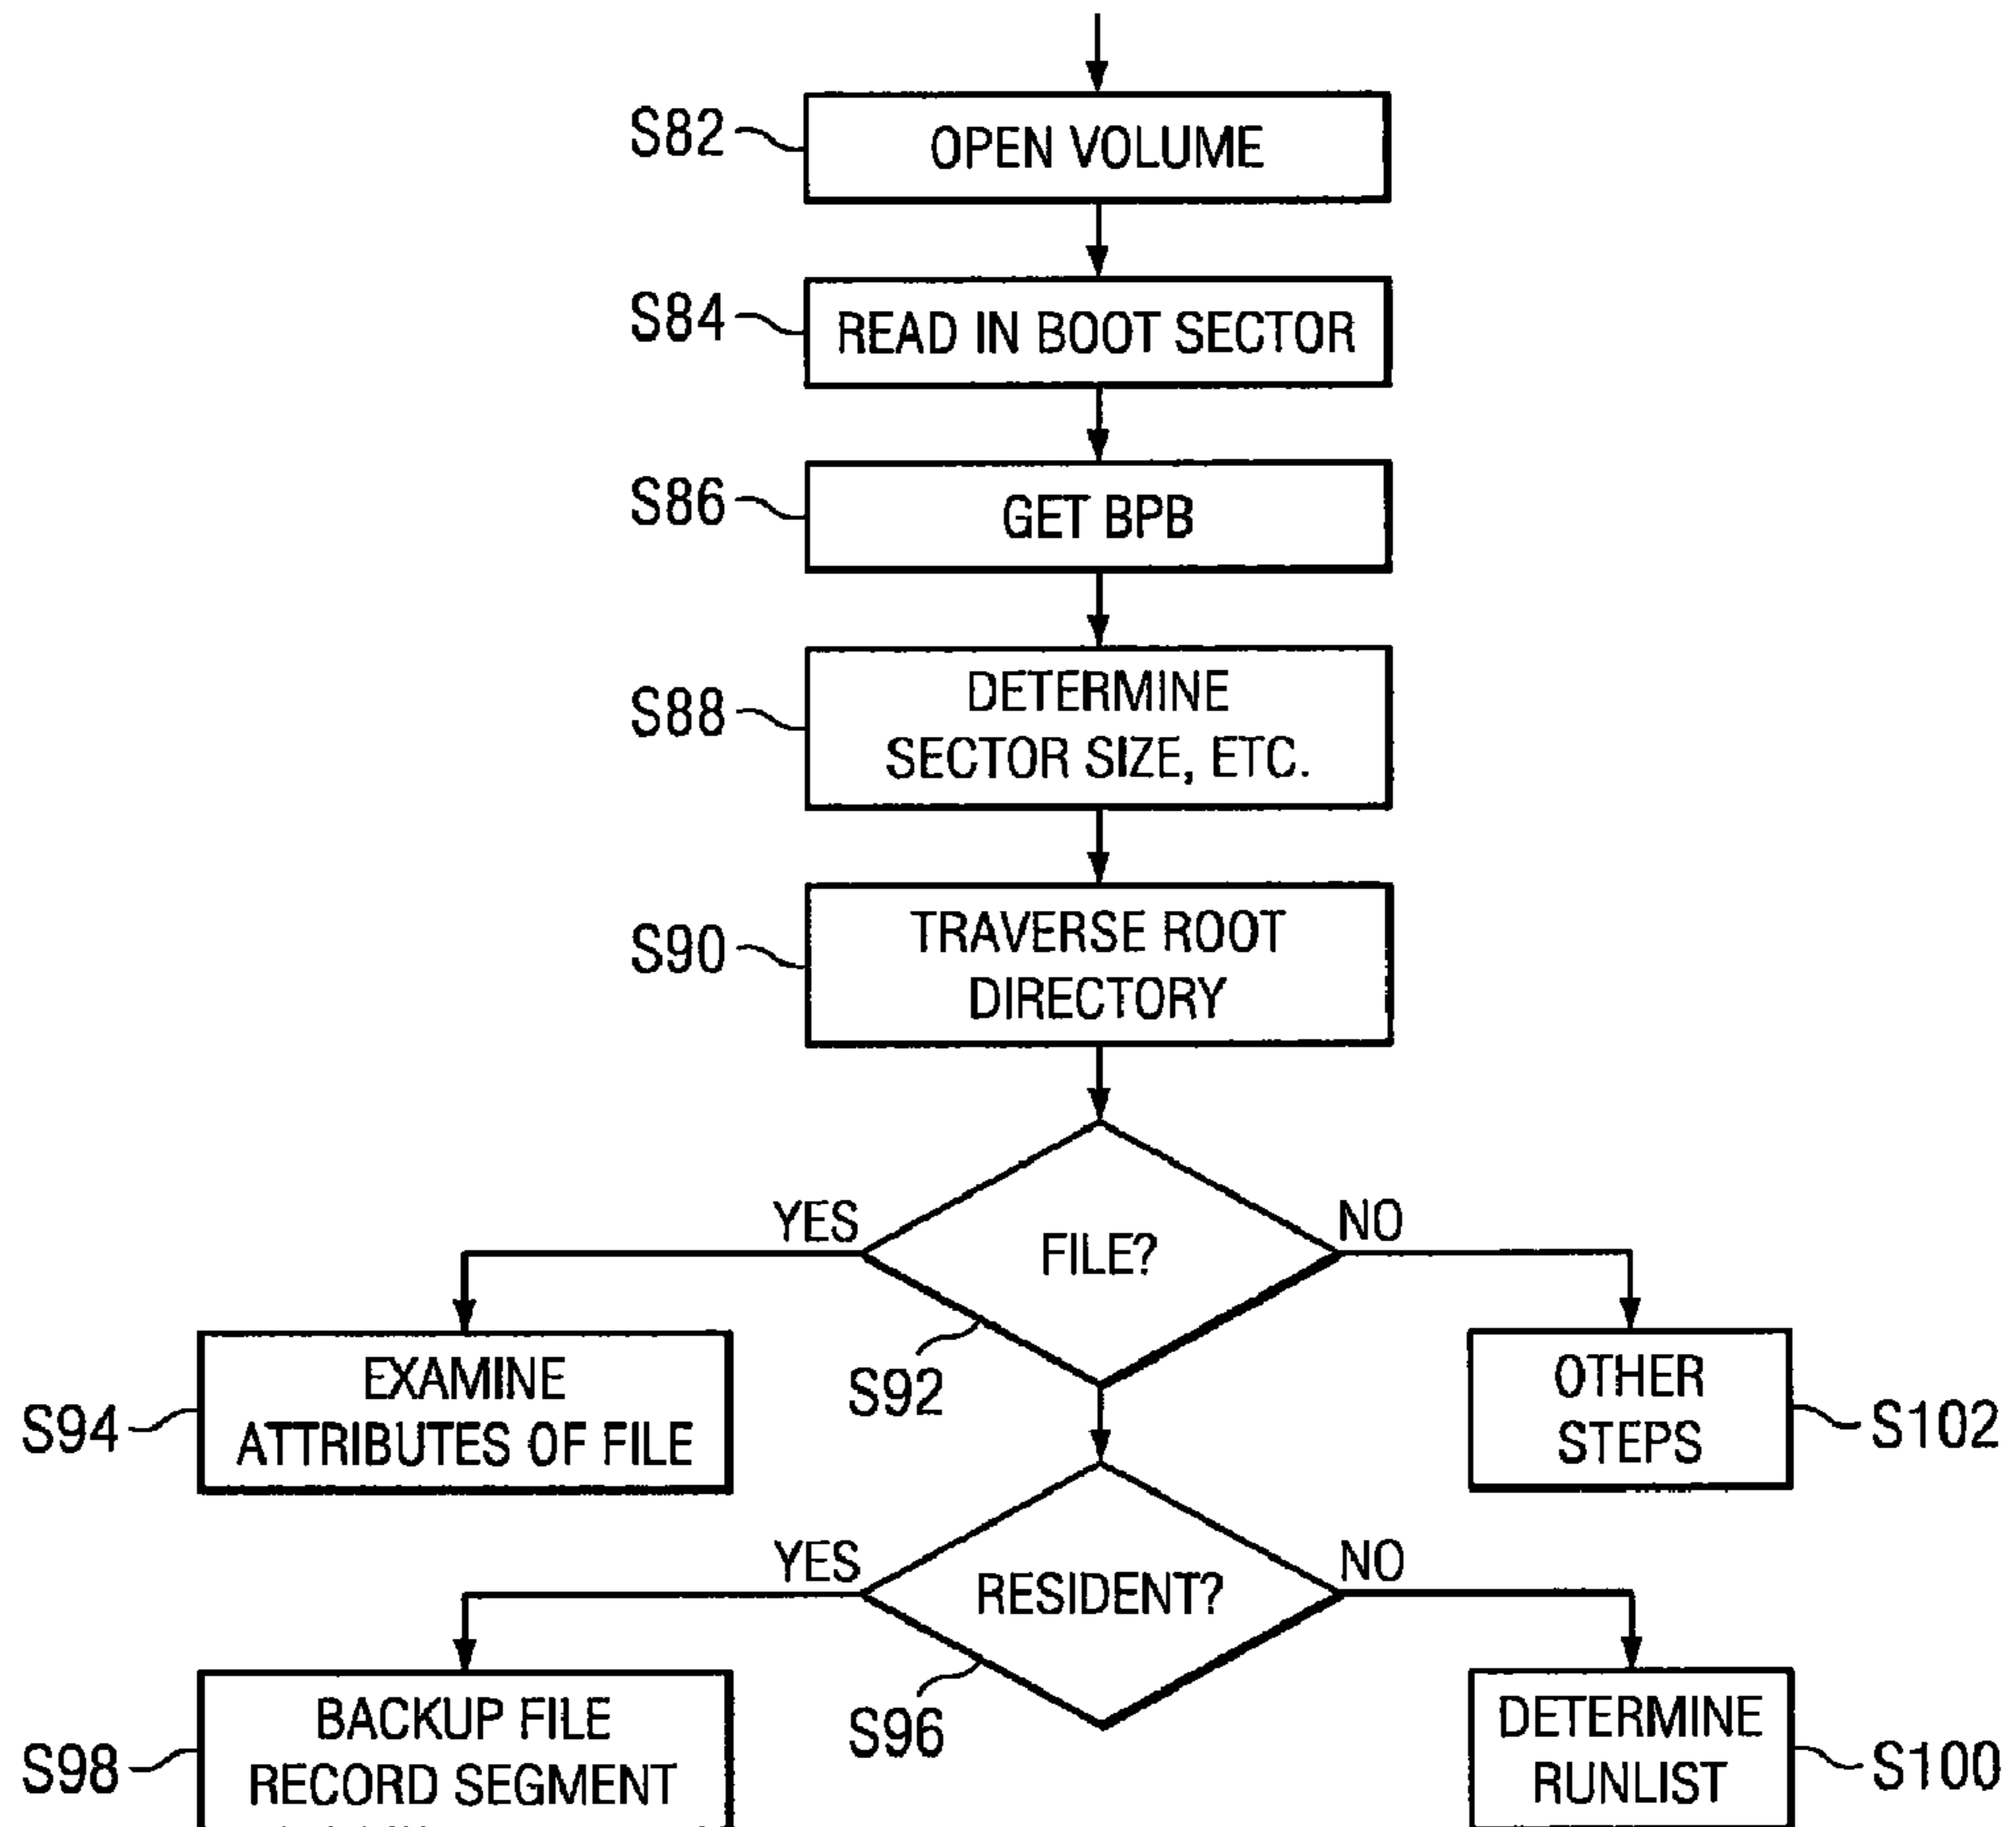 S82
OPEN VOLUME
S84
READ IN BOOT SECTOR
S86
GET BPB
S88
DETERMINE
SECTOR SIZE, ETC.
S90
TRAVERSE ROOT
DIRECTORY
YES
FILE?
NO
S92
S94
EXAMINE
ATTRIBUTES OF FILE
OTHER
STEPS
S102
YES
RESIDENT?
NO
S96
S98
BACKUP FILE
RECORD SEGMENT
DETERMINE
RUNLIST
S100